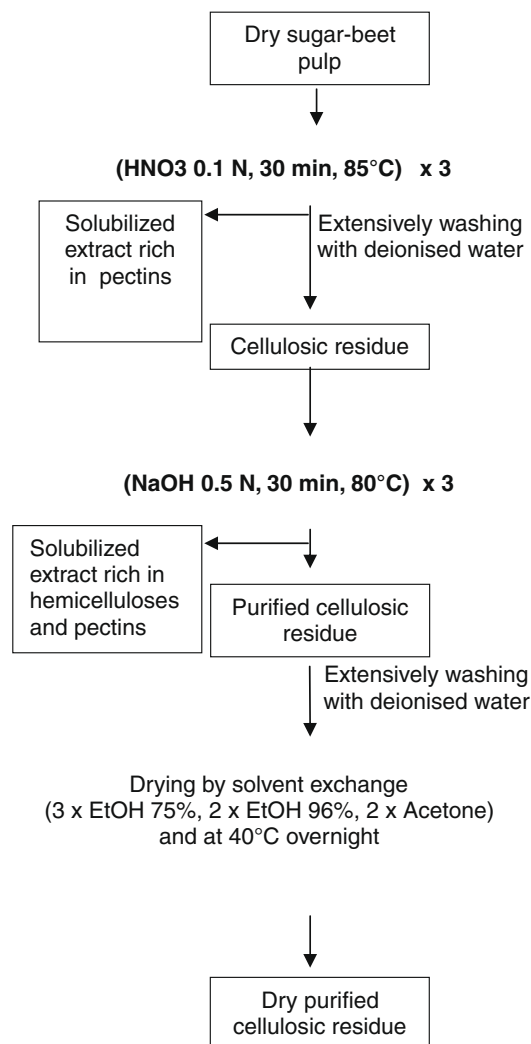 Dry sugar-beet
pulp
(HNO3 0.1 N, 30 min, 85°C) x 3
Solubilized
extract rich
in pectins
Extensively washing
with deionised water
Cellulosic residue
(NaOH 0.5 N, 30 min, 80°C) x 3
Solubilized
extract rich in
hemicelluloses
and pectins
Purified cellulosic
residue
Extensively washing
with deionised water
Drying by solvent exchange
(3 x EtOH 75%, 2 x EtOH 96%, 2 x Acetone)
and at 40°C overnight
Dry purified
cellulosic residue